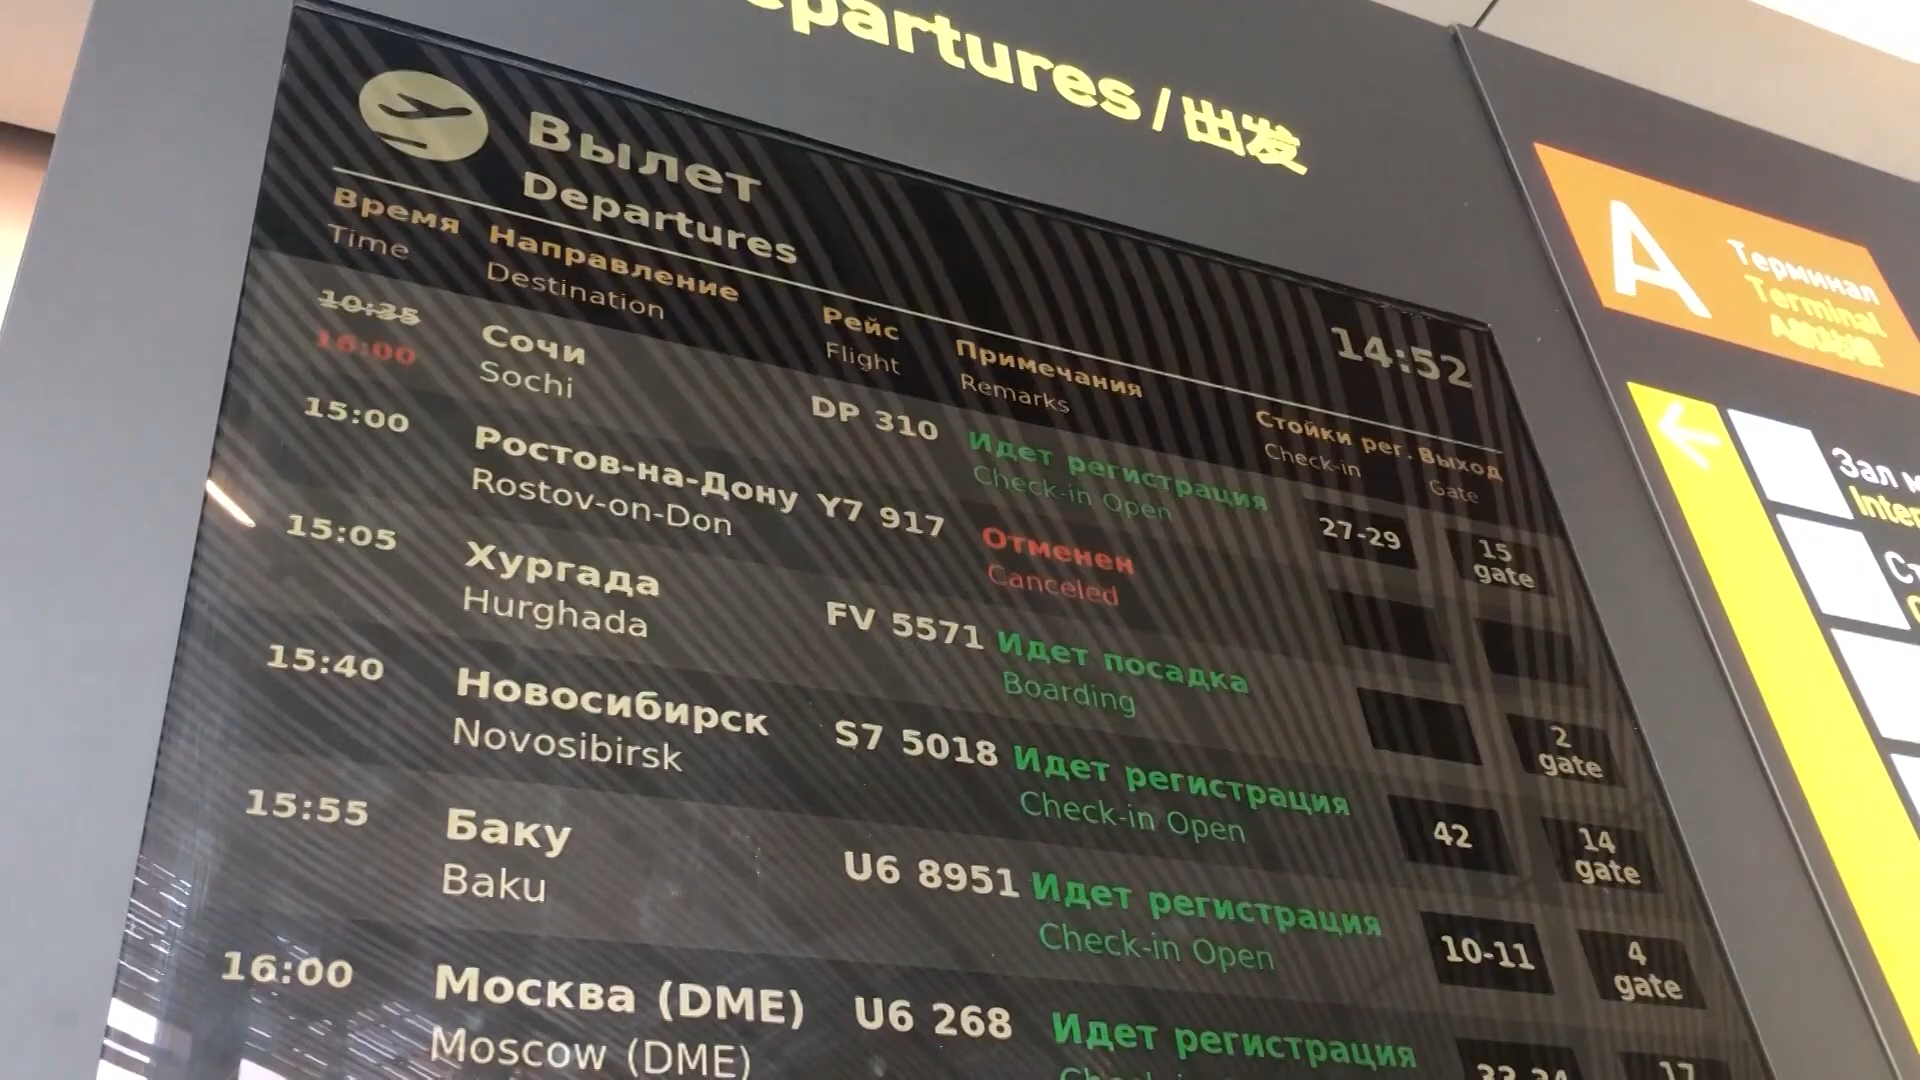 epartures / 出发
Вылет
Departures
14:52
Время Направление Рейс Примечания Стойки рег. Выход
Time Destination Flight Remarks Check-in Gate
10:35 Сочи DP 310 Идет регистрация 27-29 15
16:00 Sochi Check-in Open gate
15:00 Ростов-на-Дону Y7 917 Отменен
Rostov-on-Don Canceled
15:05 Хургада FV 5571 Идет посадка 2
Hurghada Boarding gate
15:40 Новосибирск S7 5018 Идет регистрация 42 14
Novosibirsk Check-in Open gate
15:55 Баку U6 8951 Идет регистрация 10-11 4
Baku Check-in Open gate
16:00 Москва (DME) U6 268 Идет регистрация 17
Moscow (DME)
A
Терминал
Terminal
Зал
Inter